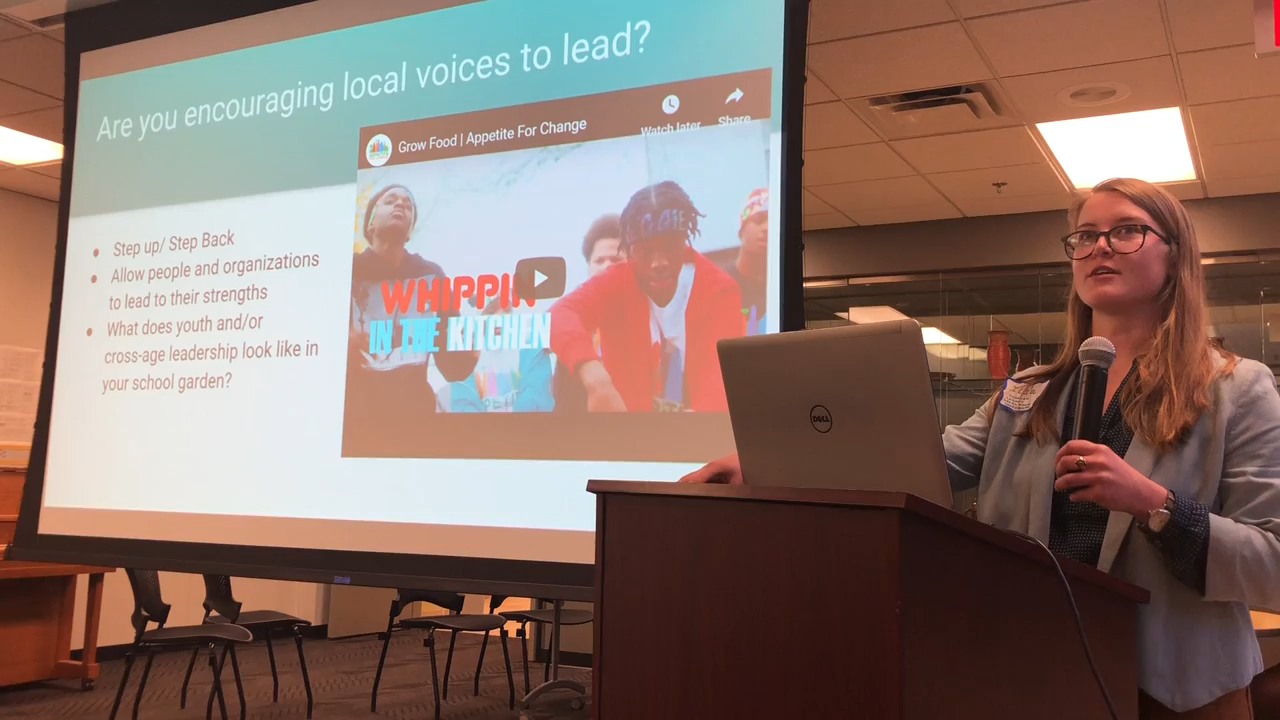 Are you encouraging local voices to lead?
Grow Food | Appetite For Change
Watch later
Share
Step up/ Step Back
Allow people and organizations
to lead to their strengths
What does youth and/or
cross-age leadership look like in
your school garden?
IN THE KITCHEN
DELL